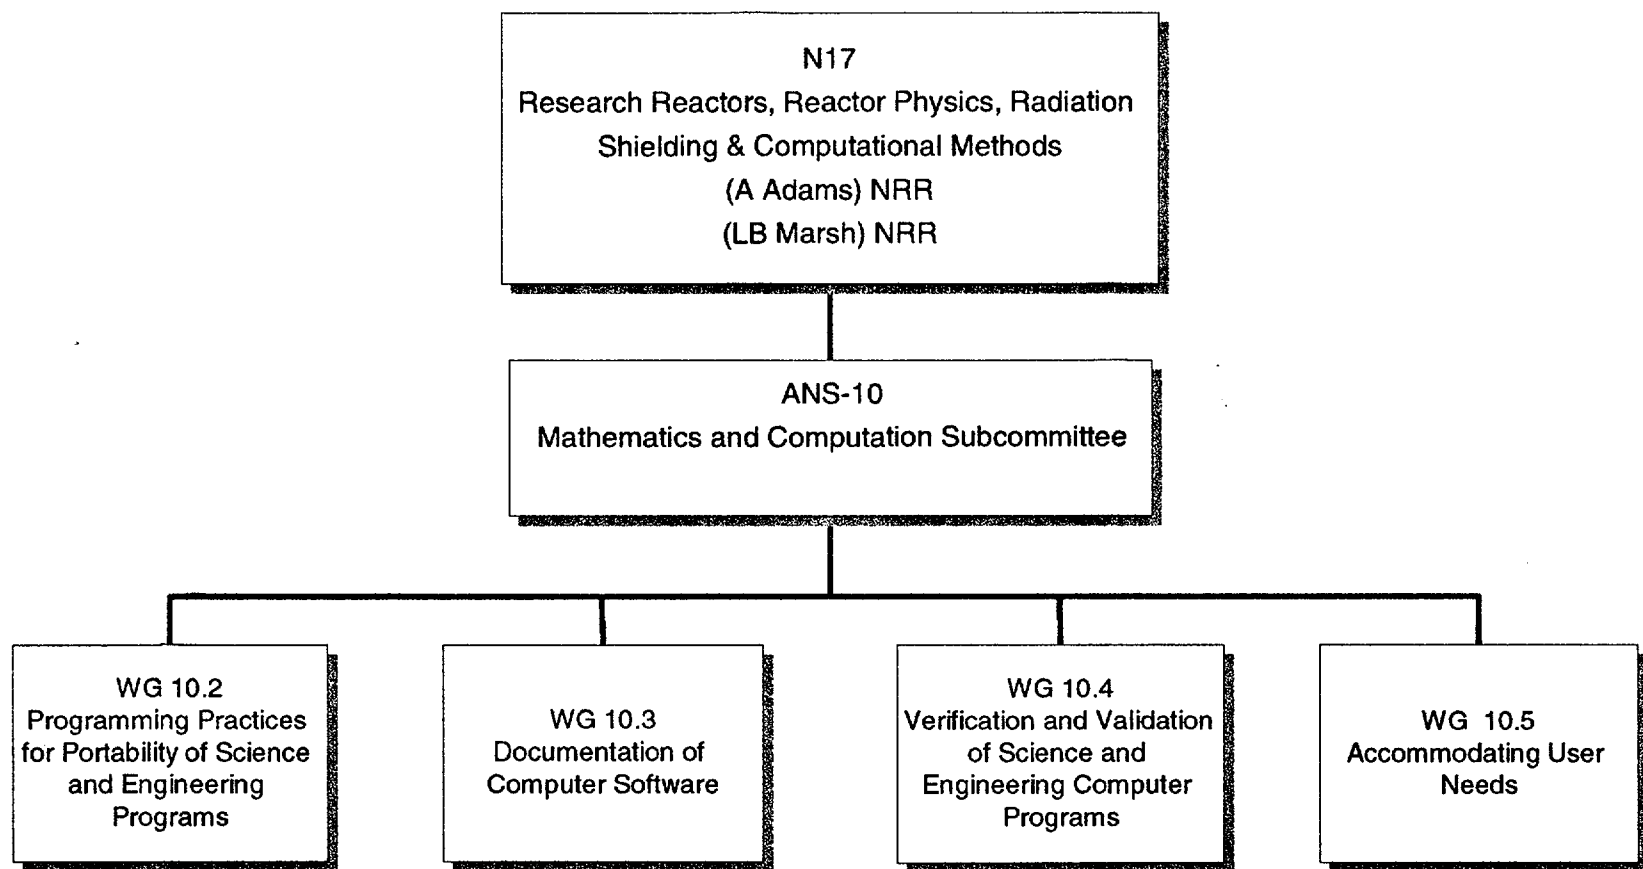 N17
Research Reactors, Reactor Physics, Radiation
Shielding & Computational Methods
(A Adams) NRR
(LB Marsh) NRR
ANS-10
Mathematics and Computation Subcommittee
WG 10.2
Programming Practices
for Portability of Science
and Engineering
Programs
WG 10.3
Documentation of
Computer Software
WG 10.4
Verification and Validation
of Science and
Engineering Computer
Programs
WG 10.5
Accommodating User
Needs